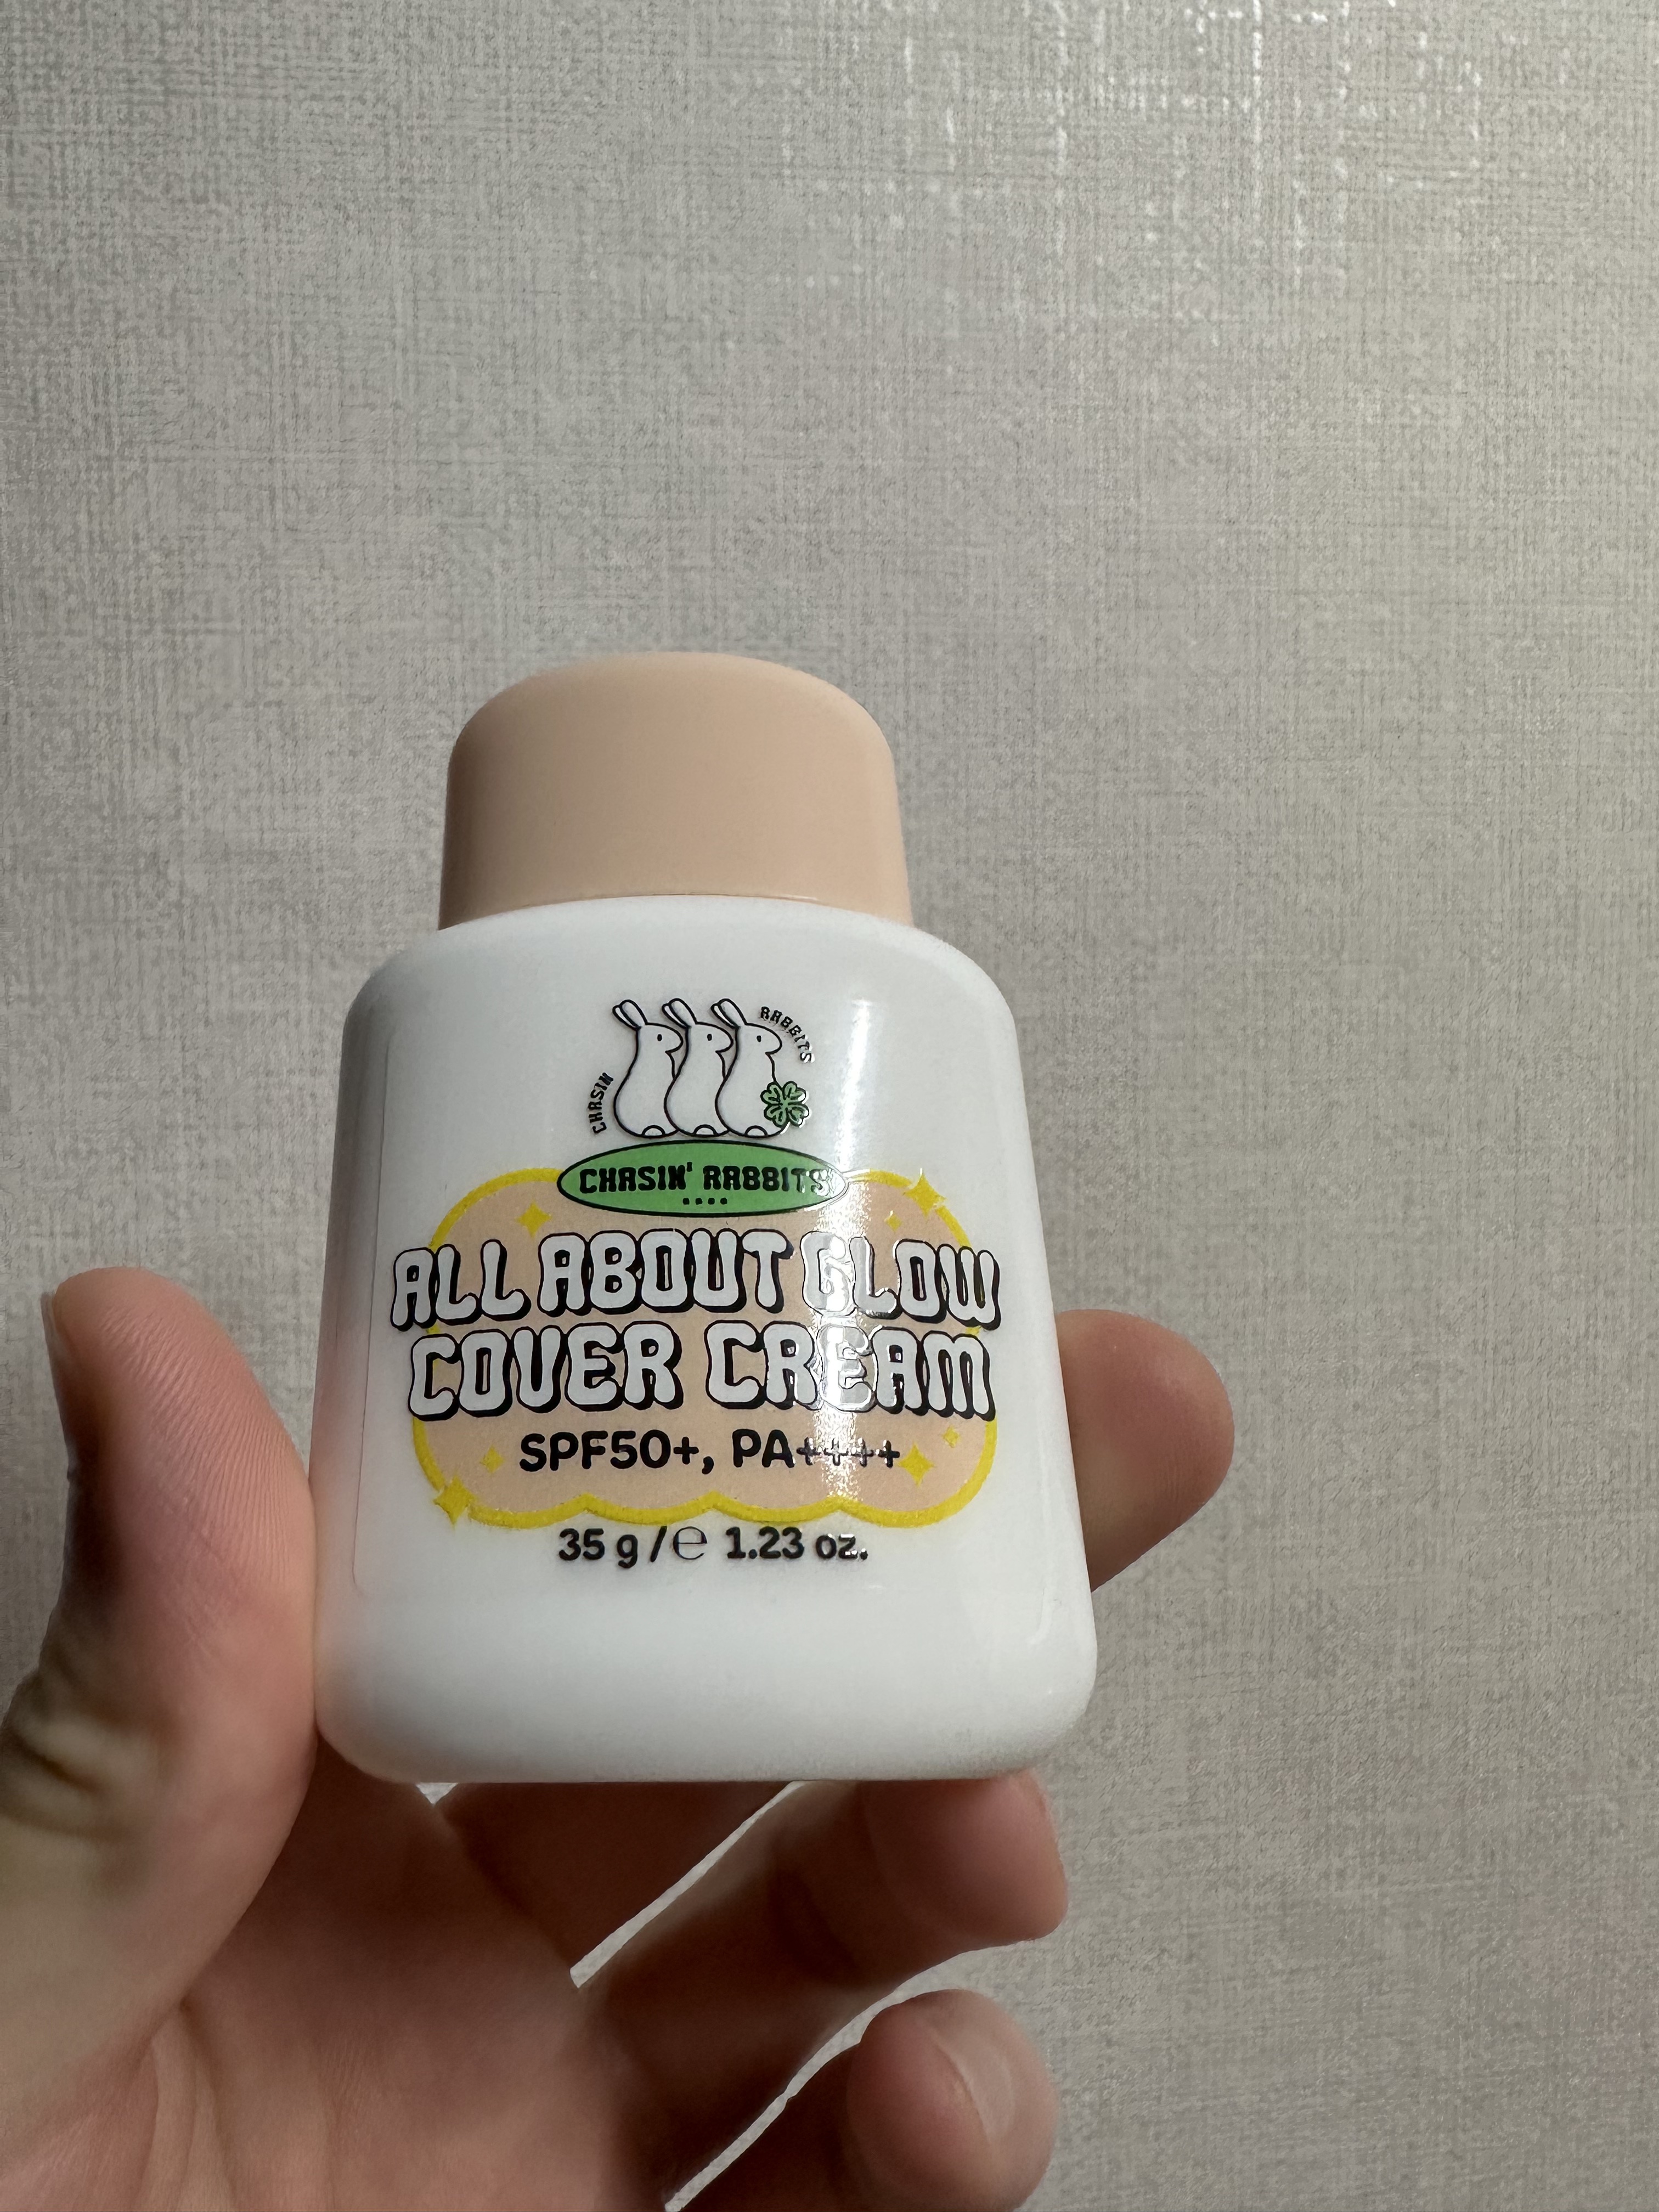 CHASIN
RABBITS
CHASIN' RABBITS
ALL ABOUT GLOW
COVER CREAM
SPF50+, PA++++
35 g / ℮ 1.23 oz.